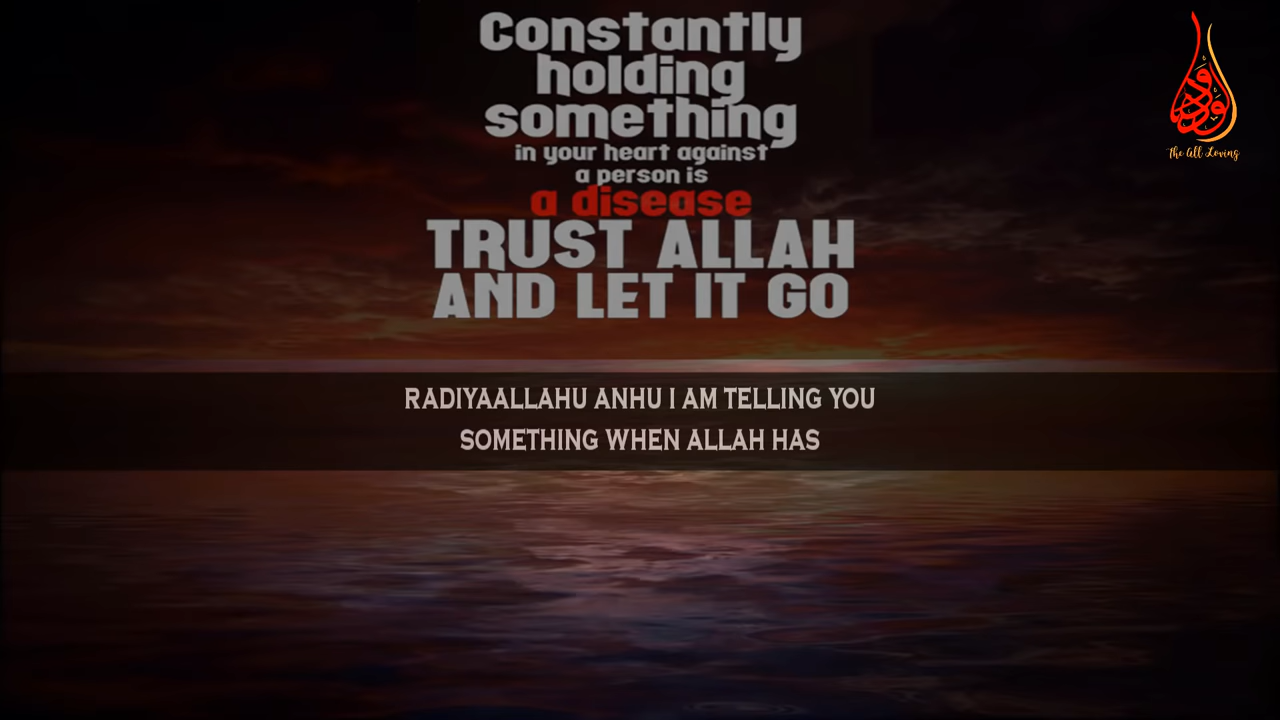 Constantly
holding
something
in your heart against
a person is
a disease
TRUST ALLAH
AND LET IT GO
الودود
The All Loving
RADIYAALLAHU ANHU I AM TELLING YOU
SOMETHING WHEN ALLAH HAS